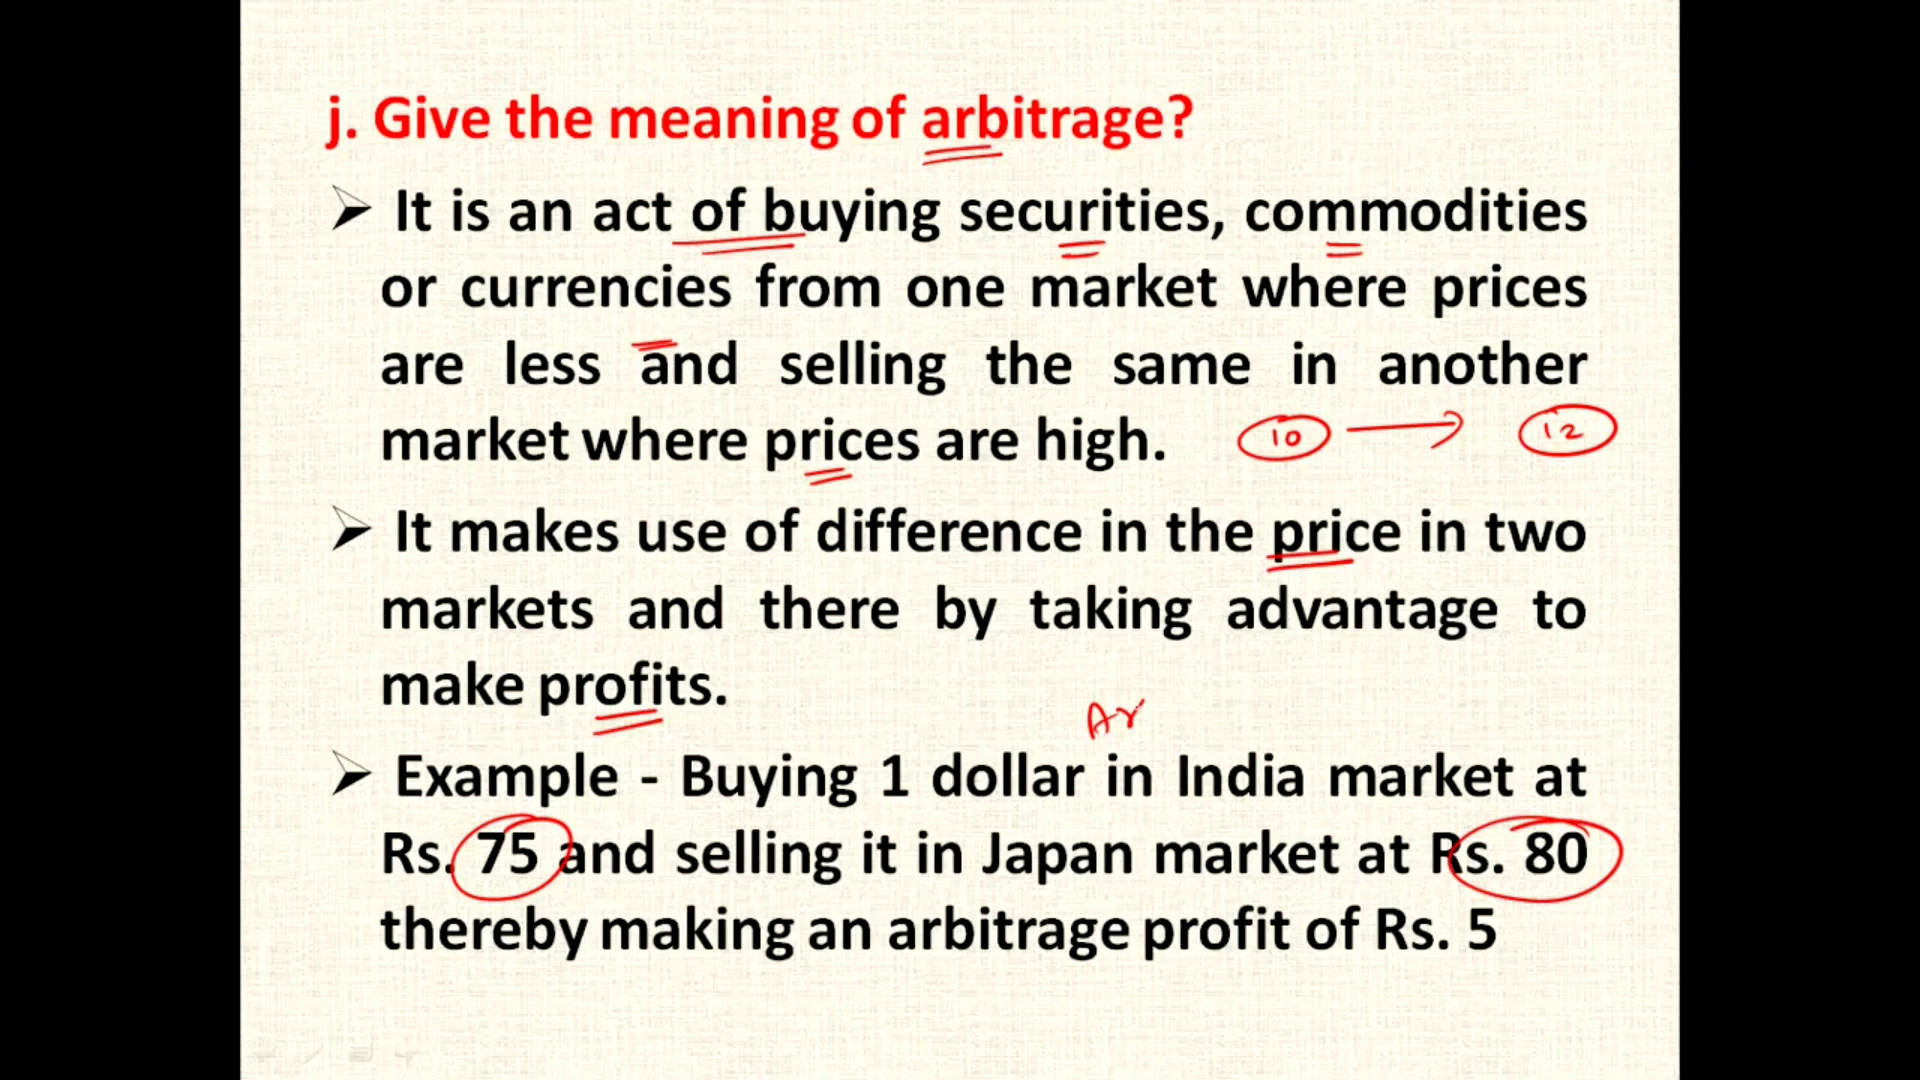 j. Give the meaning of arbitrage?
➢ It is an act of buying securities, commodities
or currencies from one market where prices
are less and selling the same in another
market where prices are high. 10 → 12
➢ It makes use of difference in the price in two
markets and there by taking advantage to
make profits.
Ar
➢ Example - Buying 1 dollar in India market at
Rs. 75 and selling it in Japan market at Rs. 80
thereby making an arbitrage profit of Rs. 5